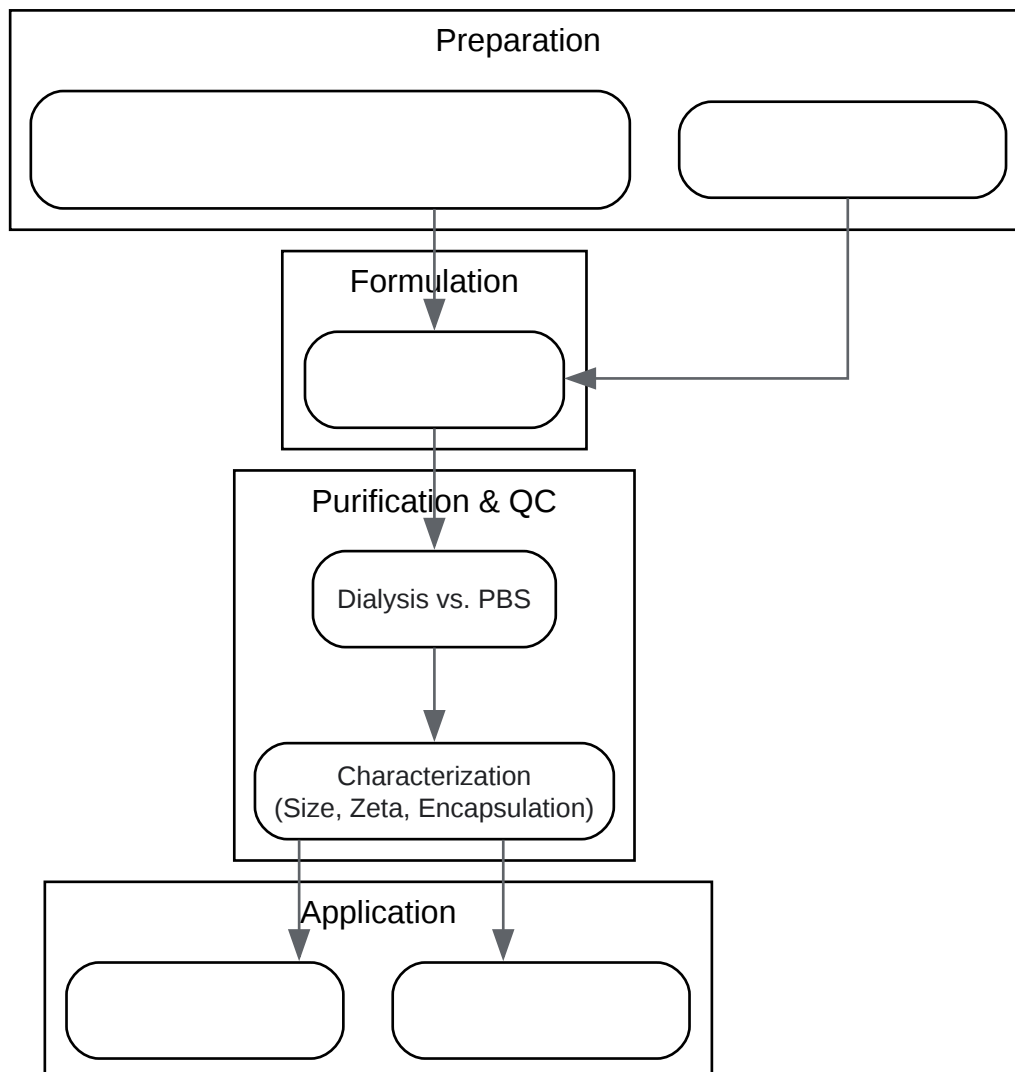 Preparation
Formulation
Purification & QC
Dialysis vs. PBS
Characterization
(Size, Zeta, Encapsulation)
Application